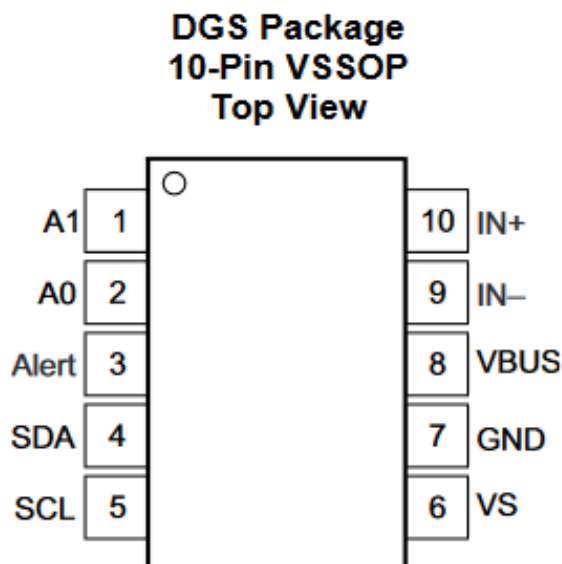 DGS Package
10-Pin VSSOP
Top View
A1 1 10 IN+
A0 2 9 IN–
Alert 3 8 VBUS
SDA 4 7 GND
SCL 5 6 VS